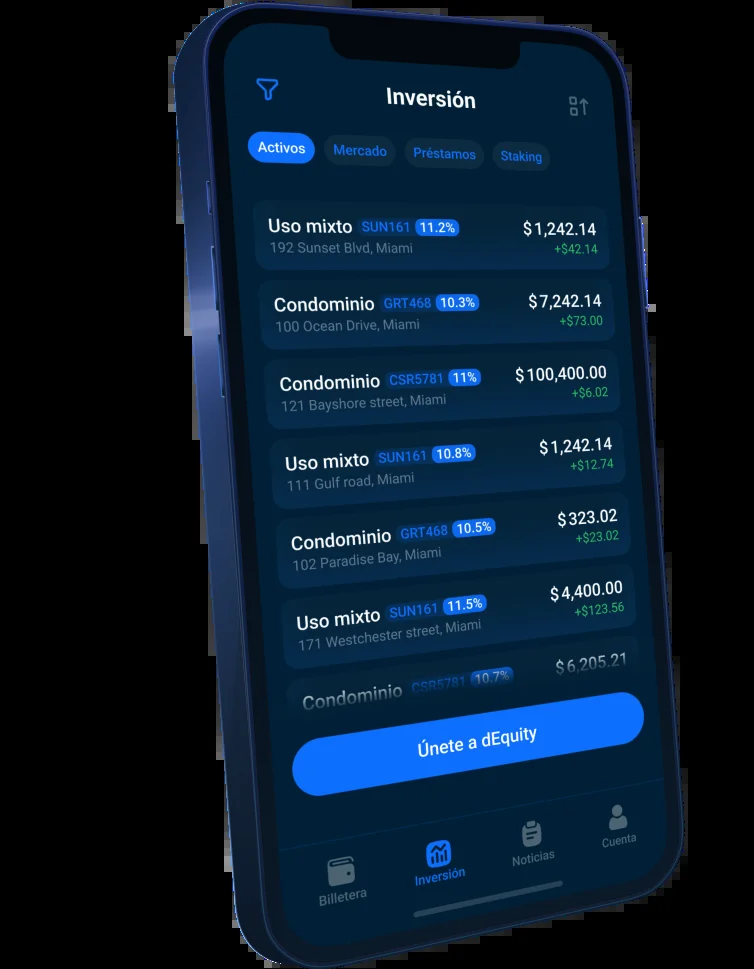 Inversión
Activos Mercado Préstamos Staking
Uso mixto SUN161 11.2% $1,242.14
192 Sunset Blvd, Miami +$42.14
Condominio GRT468 10.3% $7,242.14
100 Ocean Drive, Miami +$73.00
Condominio CSR5781 11% $100,400.00
121 Bayshore street, Miami +$6.02
Uso mixto SUN161 10.8% $1,242.14
111 Gulf road, Miami +$12.74
Condominio GRT468 10.5% $323.02
102 Paradise Bay, Miami +$23.02
Uso mixto SUN161 11.5% $4,400.00
171 Westchester street, Miami +$123.56
Condominio CSR5781 10.7% $6,205.21
Únete a dEquity
Billetera Inversión Noticias Cuenta